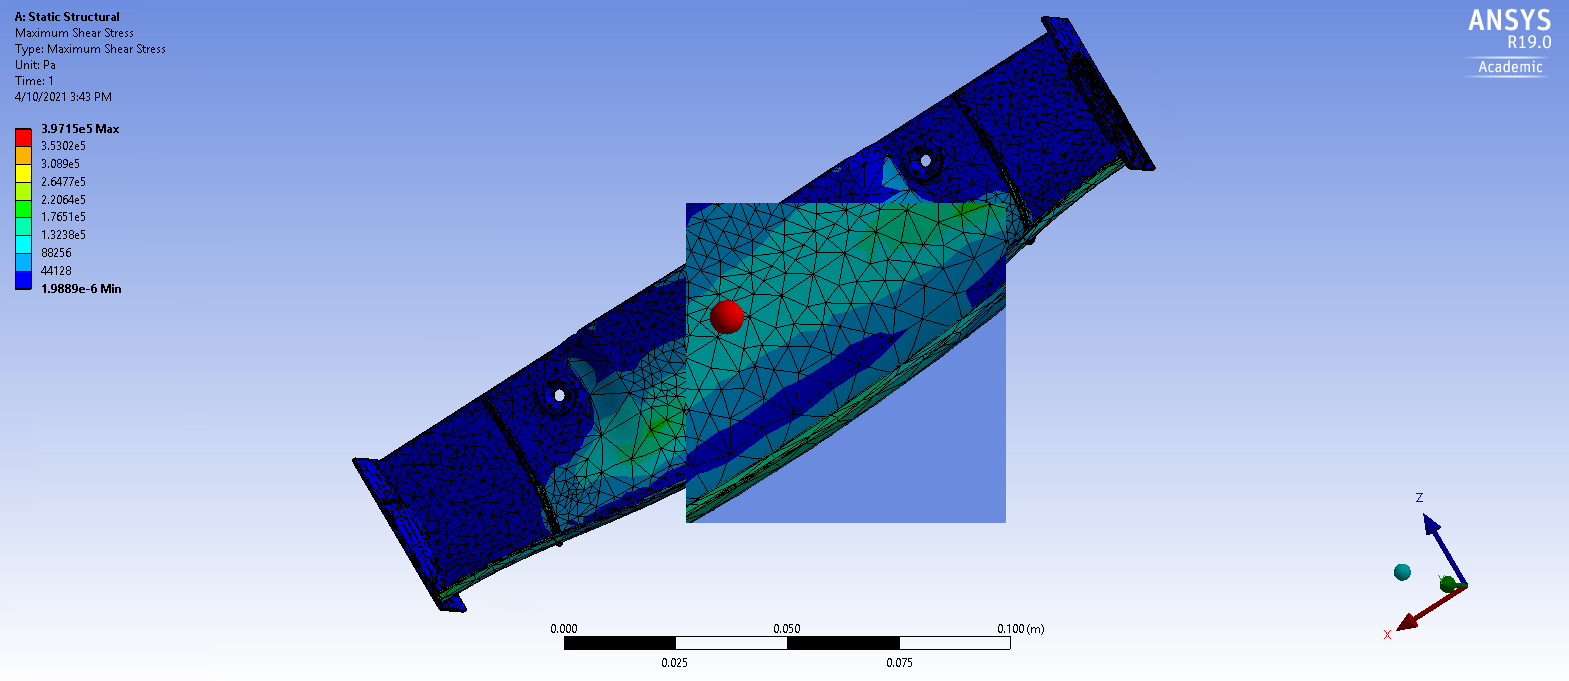 A: Static Structural
Maximum Shear Stress
Type: Maximum Shear Stress
Unit: Pa
Time: 1
4/10/2021 3:43 PM
3.9715e5 Max
3.5302e5
3.089e5
2.6477e5
2.2064e5
1.7651e5
1.3238e5
88256
44128
1.9889e-6 Min
ANSYS
R19.0
Academic
Z
Y
X
0.000
0.050
0.100 (m)
0.025
0.075